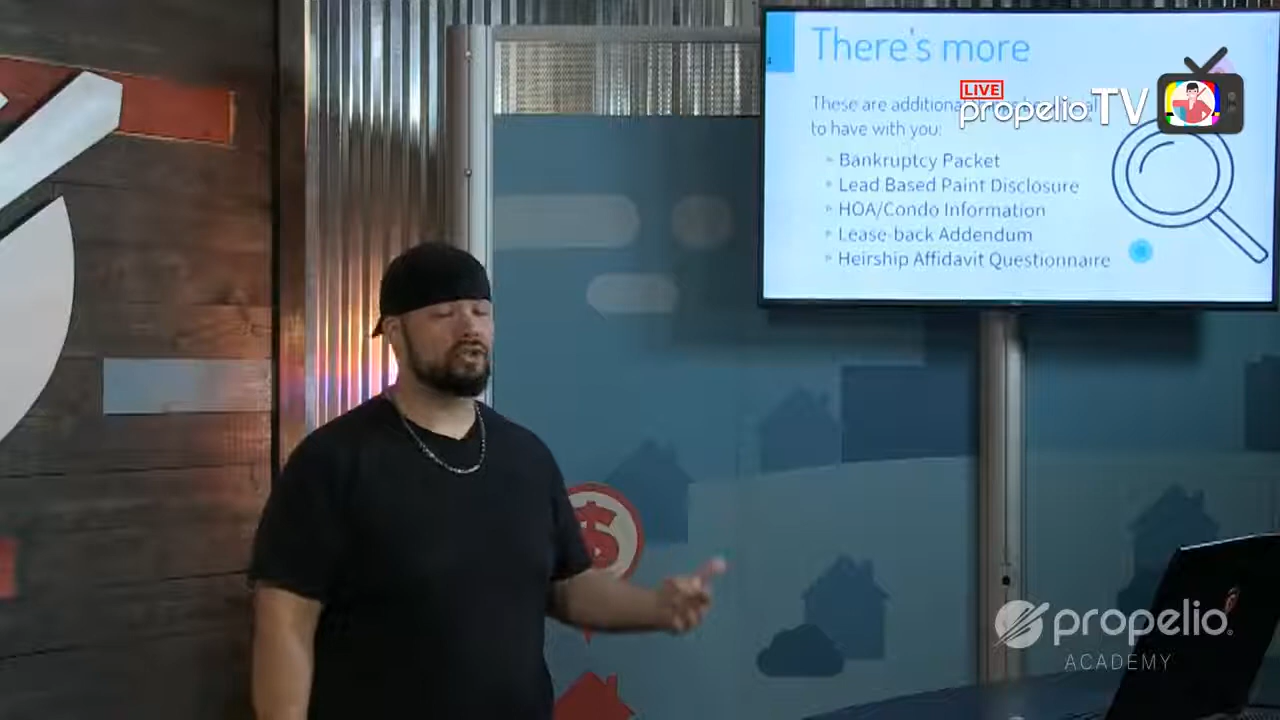 There's more
LIVE
propelio TV
These are additional
to have with you:
Bankruptcy Packet
Lead Based Paint Disclosure
HOA/Condo Information
Lease-back Addendum
Heirship Affidavit Questionnaire
$
propelio
ACADEMY